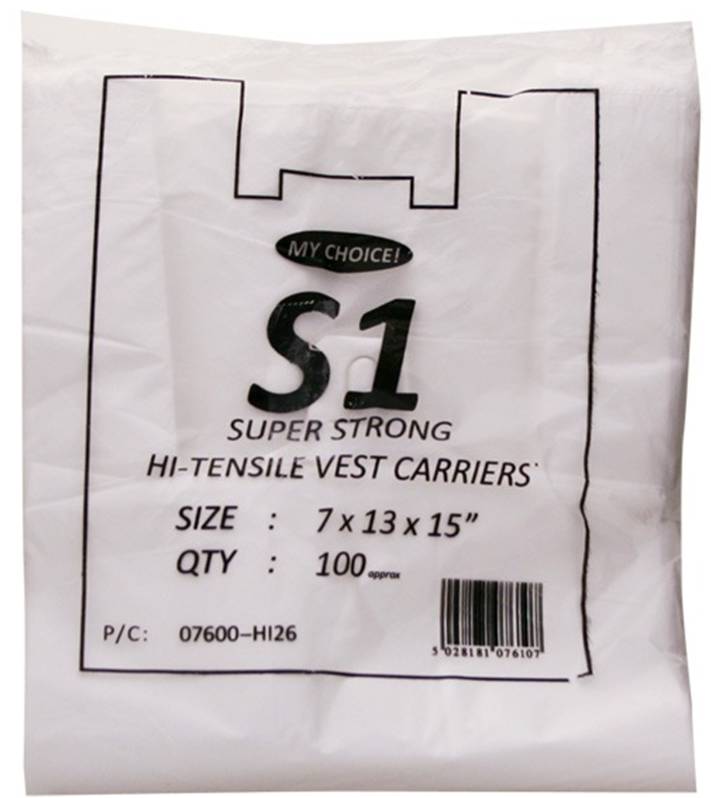 MY CHOICE!
S1
SUPER STRONG
HI-TENSILE VEST CARRIERS
SIZE : 7 x 13 x 15"
QTY : 100 approx
P/C: 07600-HI26
5 028181 076107